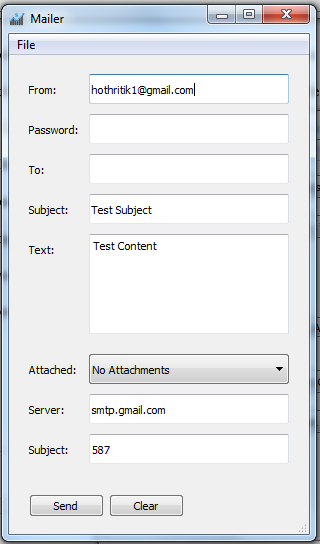 Mailer
File
From: hothritik1@gmail.com
Password:
To:
Subject: Test Subject
Text: Test Content
Attached: No Attachments
Server: smtp.gmail.com
Subject: 587
Send Clear